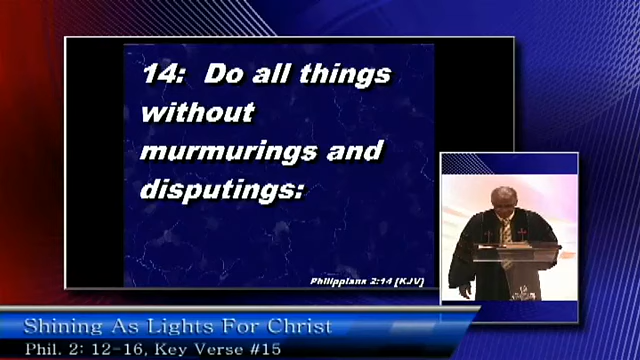 14: Do all things
without
murmurings and
disputings:
Philippians 2:14 [KJV]
Shining As Lights For Christ
Phil. 2: 12-16, Key Verse #15